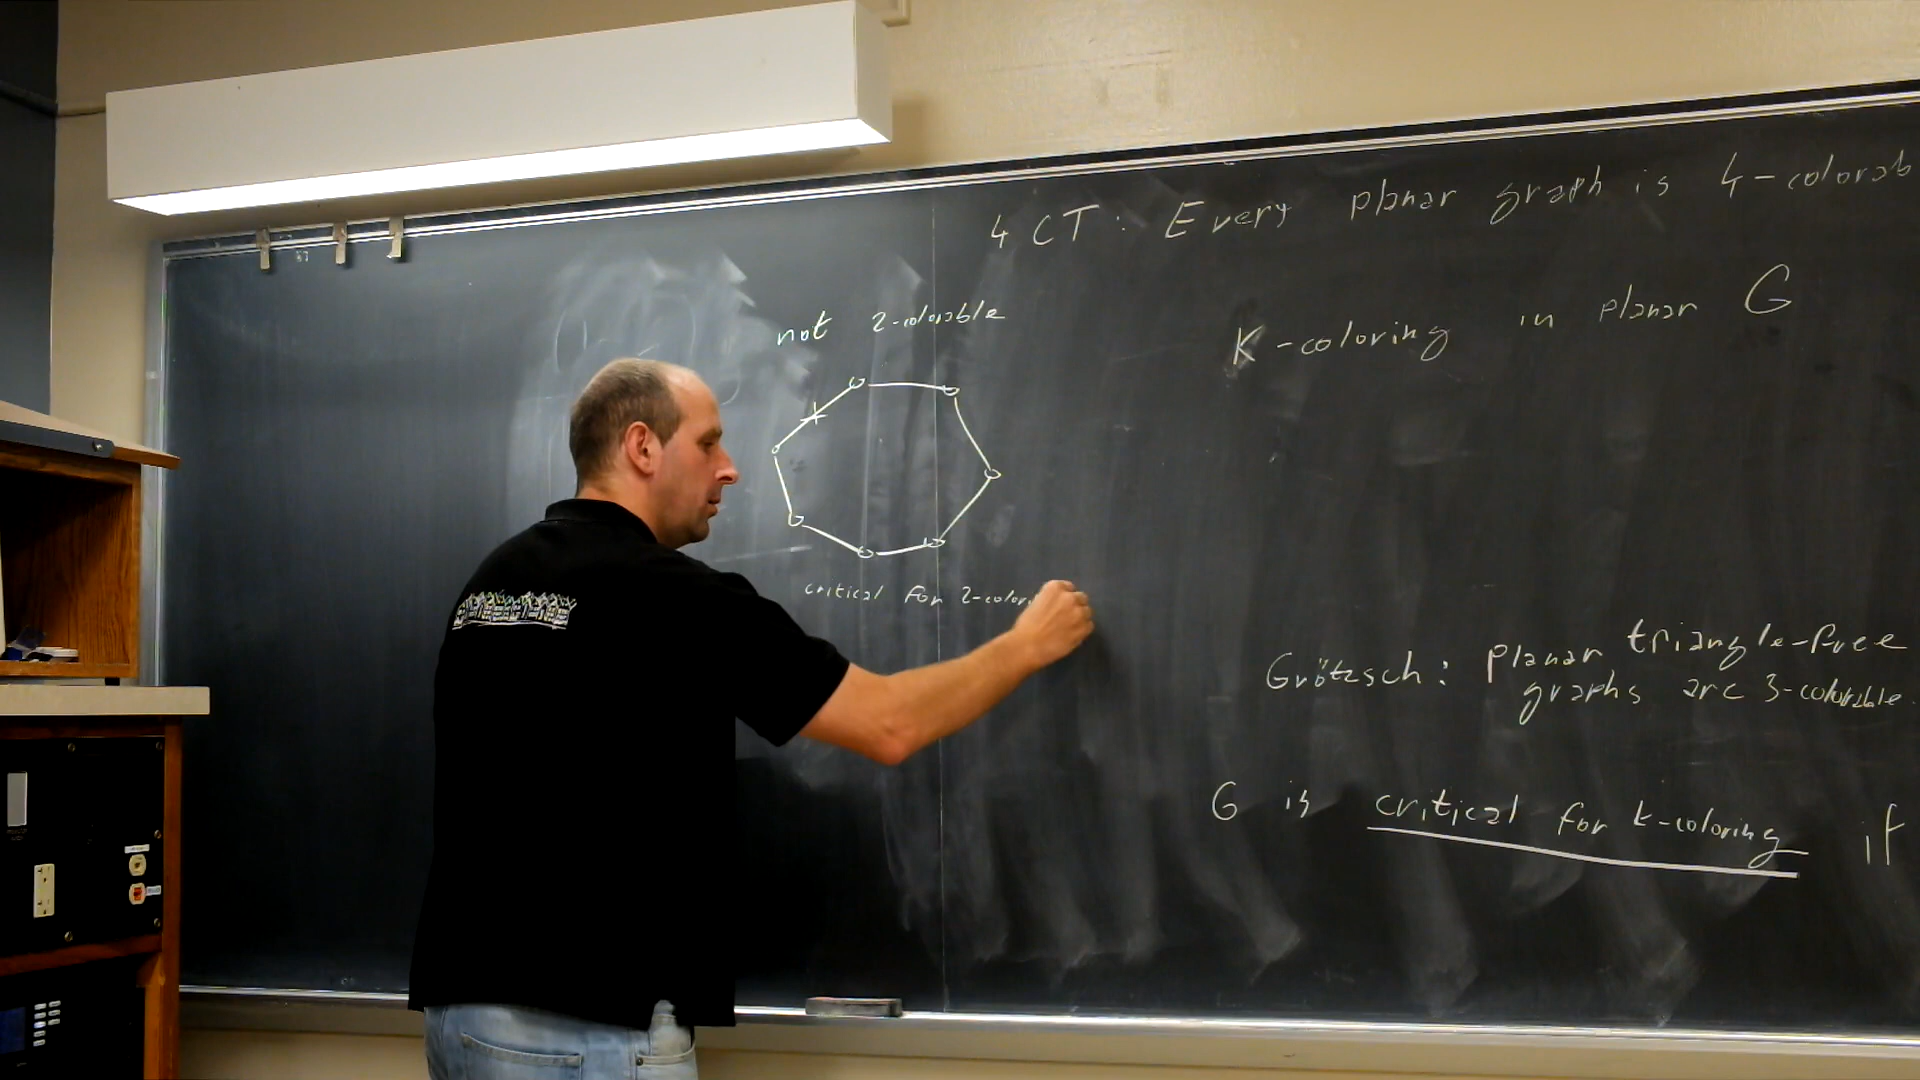 4 CT: Every planar graph is 4-colorab
not 2-colorable
K-coloring in planar G
critical for 2-color
Grötzsch: planar triangle-free
graphs are 3-colorable.
G is critical for k-coloring if